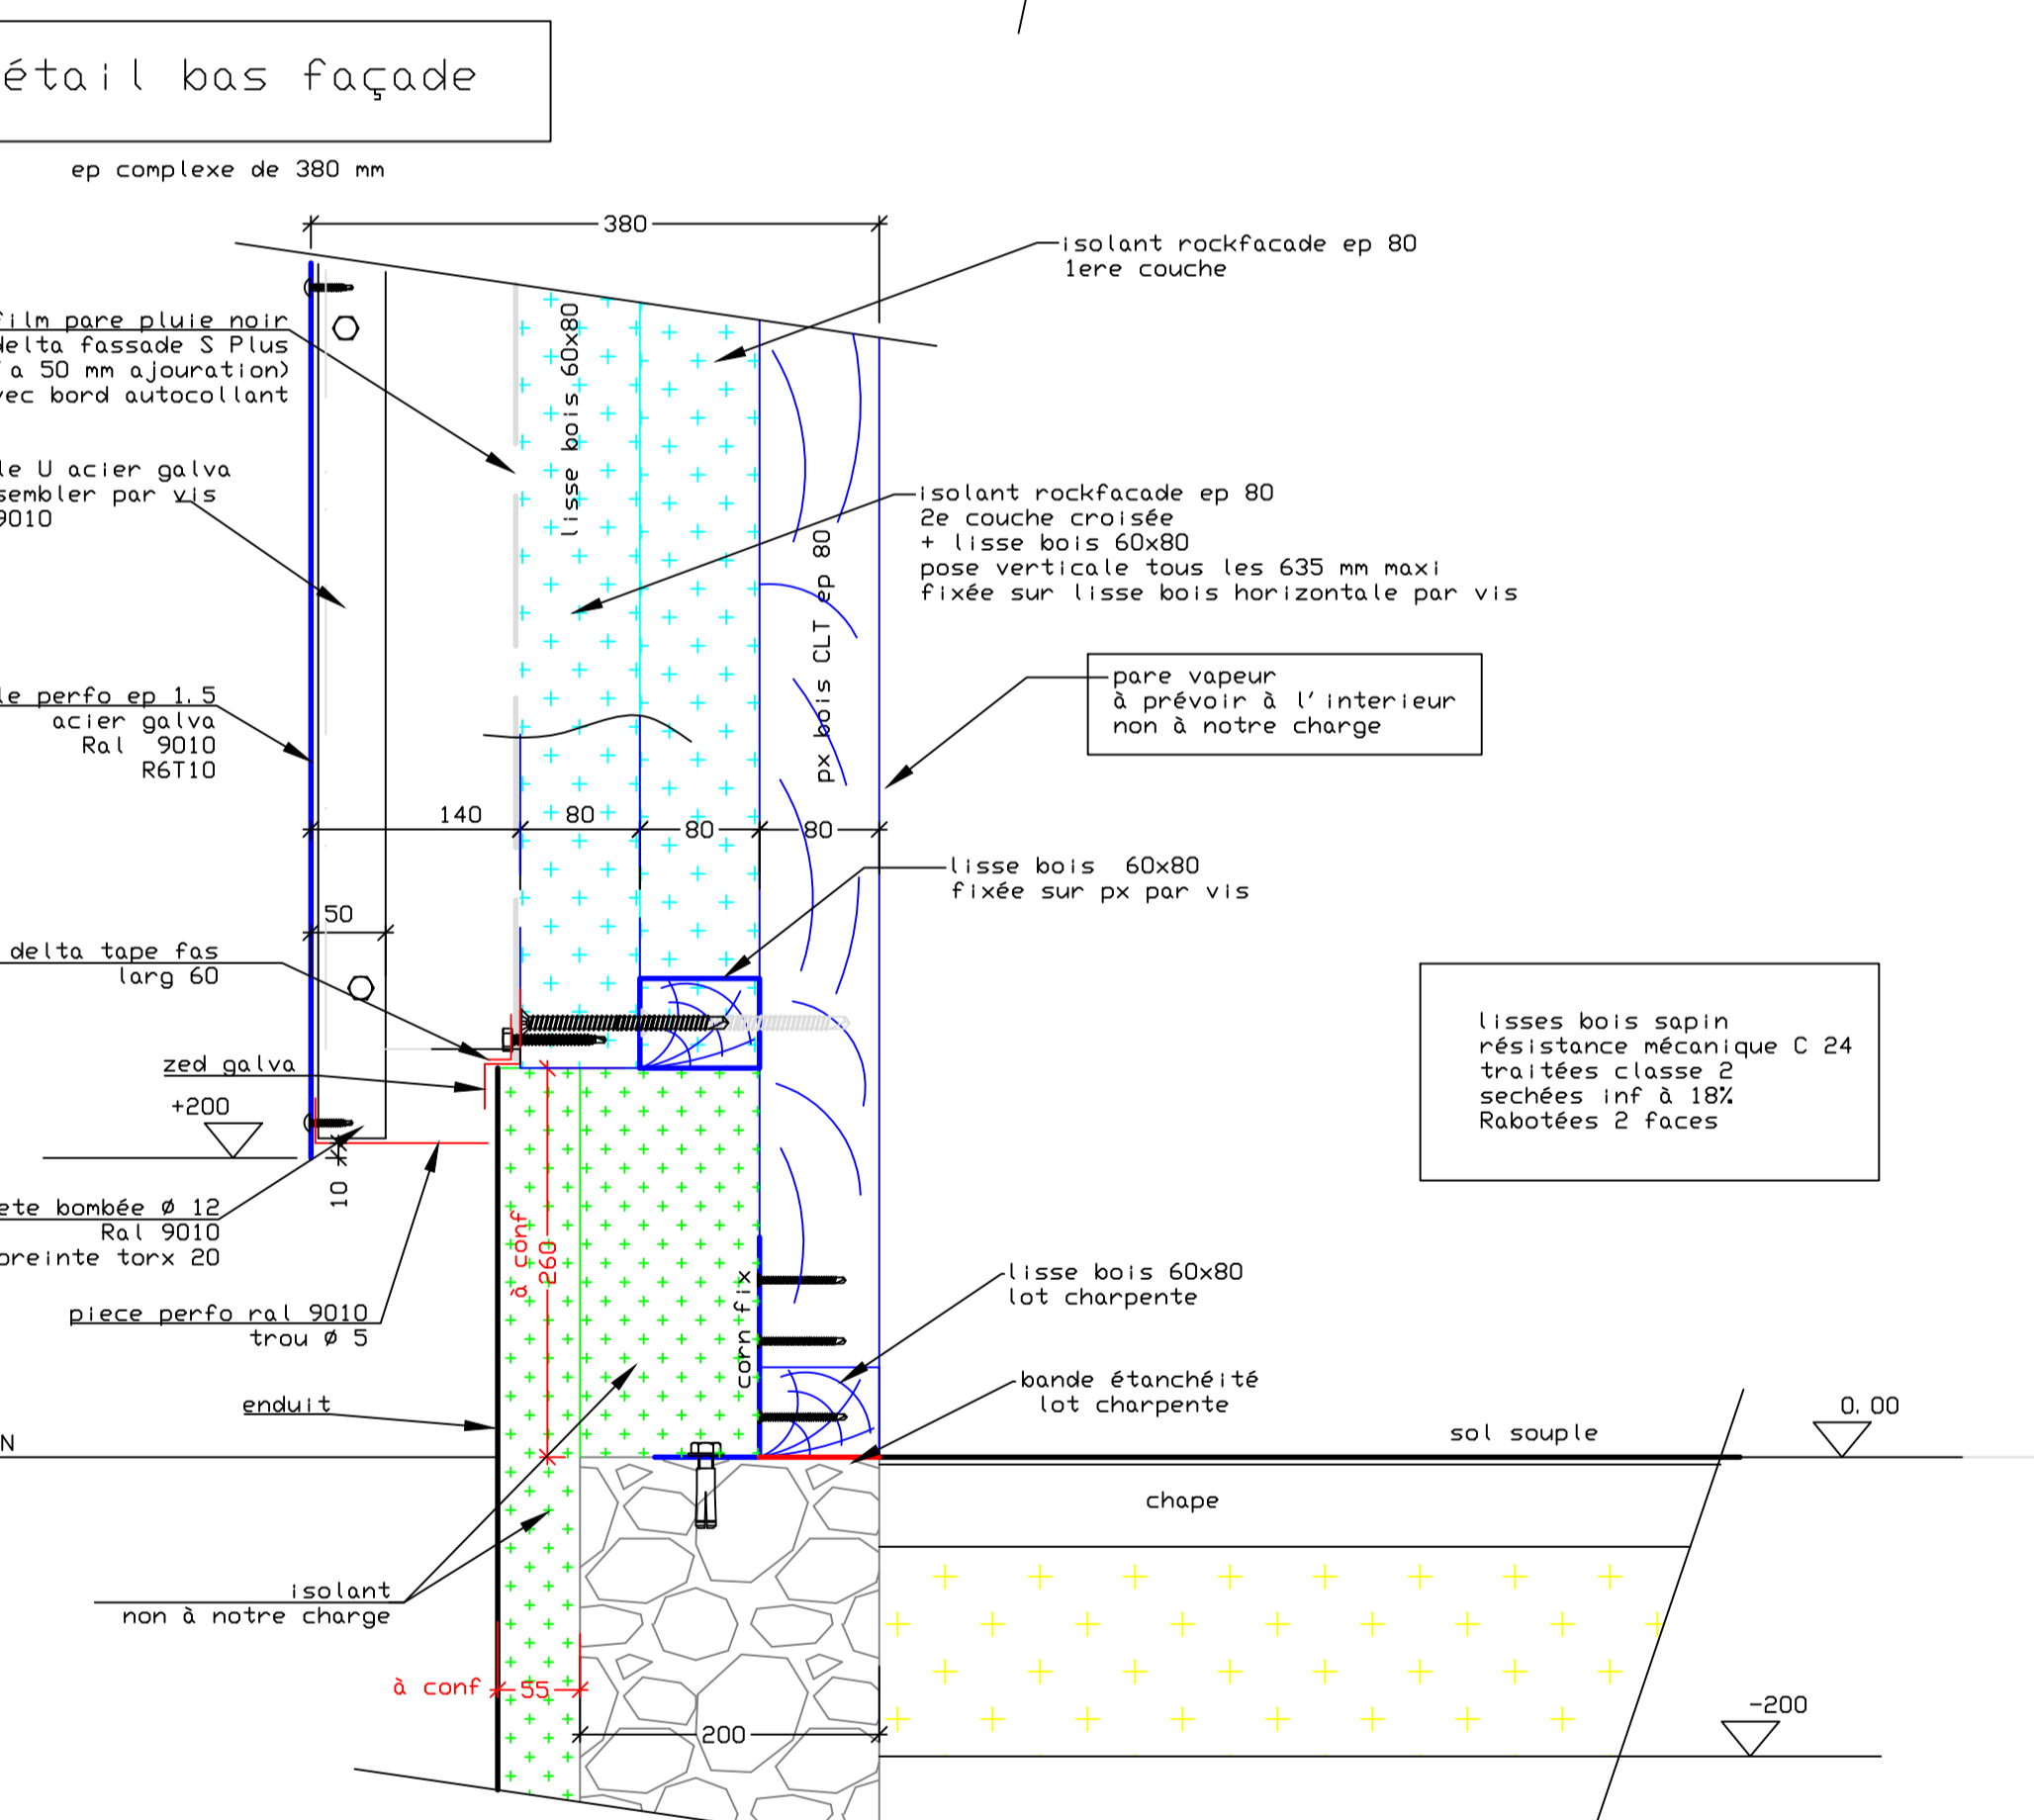 étail bas façade
ep complexe de 380 mm
380
isolant rockfacade ep 80
1ere couche
film pare pluie noir
delta fassade S Plus
a 50 mm ajouration)
avec bord autocollant
lisse bois 60x80
le U acier galva
sembler par vis
9010
isolant rockfacade ep 80
2e couche croisée
+ lisse bois 60x80
pose verticale tous les 635 mm maxi
fixée sur lisse bois horizontale par vis
px bois CLT ep 80
pare vapeur
à prévoir à l'interieur
non à notre charge
le perfo ep 1.5
acier galva
Ral 9010
R6T10
140
80
80
80
lisse bois 60x80
fixée sur px par vis
50
delta tape fas
larg 60
lisses bois sapin
résistance mécanique C 24
traitées classe 2
sechées inf à 18%
Rabotées 2 faces
zed galva
+200
10
ete bombée Ø 12
Ral 9010
preinte torx 20
à conf
260
piece perfo ral 9010
trou Ø 5
corn fix
lisse bois 60x80
lot charpente
bande étanchéité
lot charpente
enduit
N
0.00
sol souple
chape
isolant
non à notre charge
à conf
55
200
-200